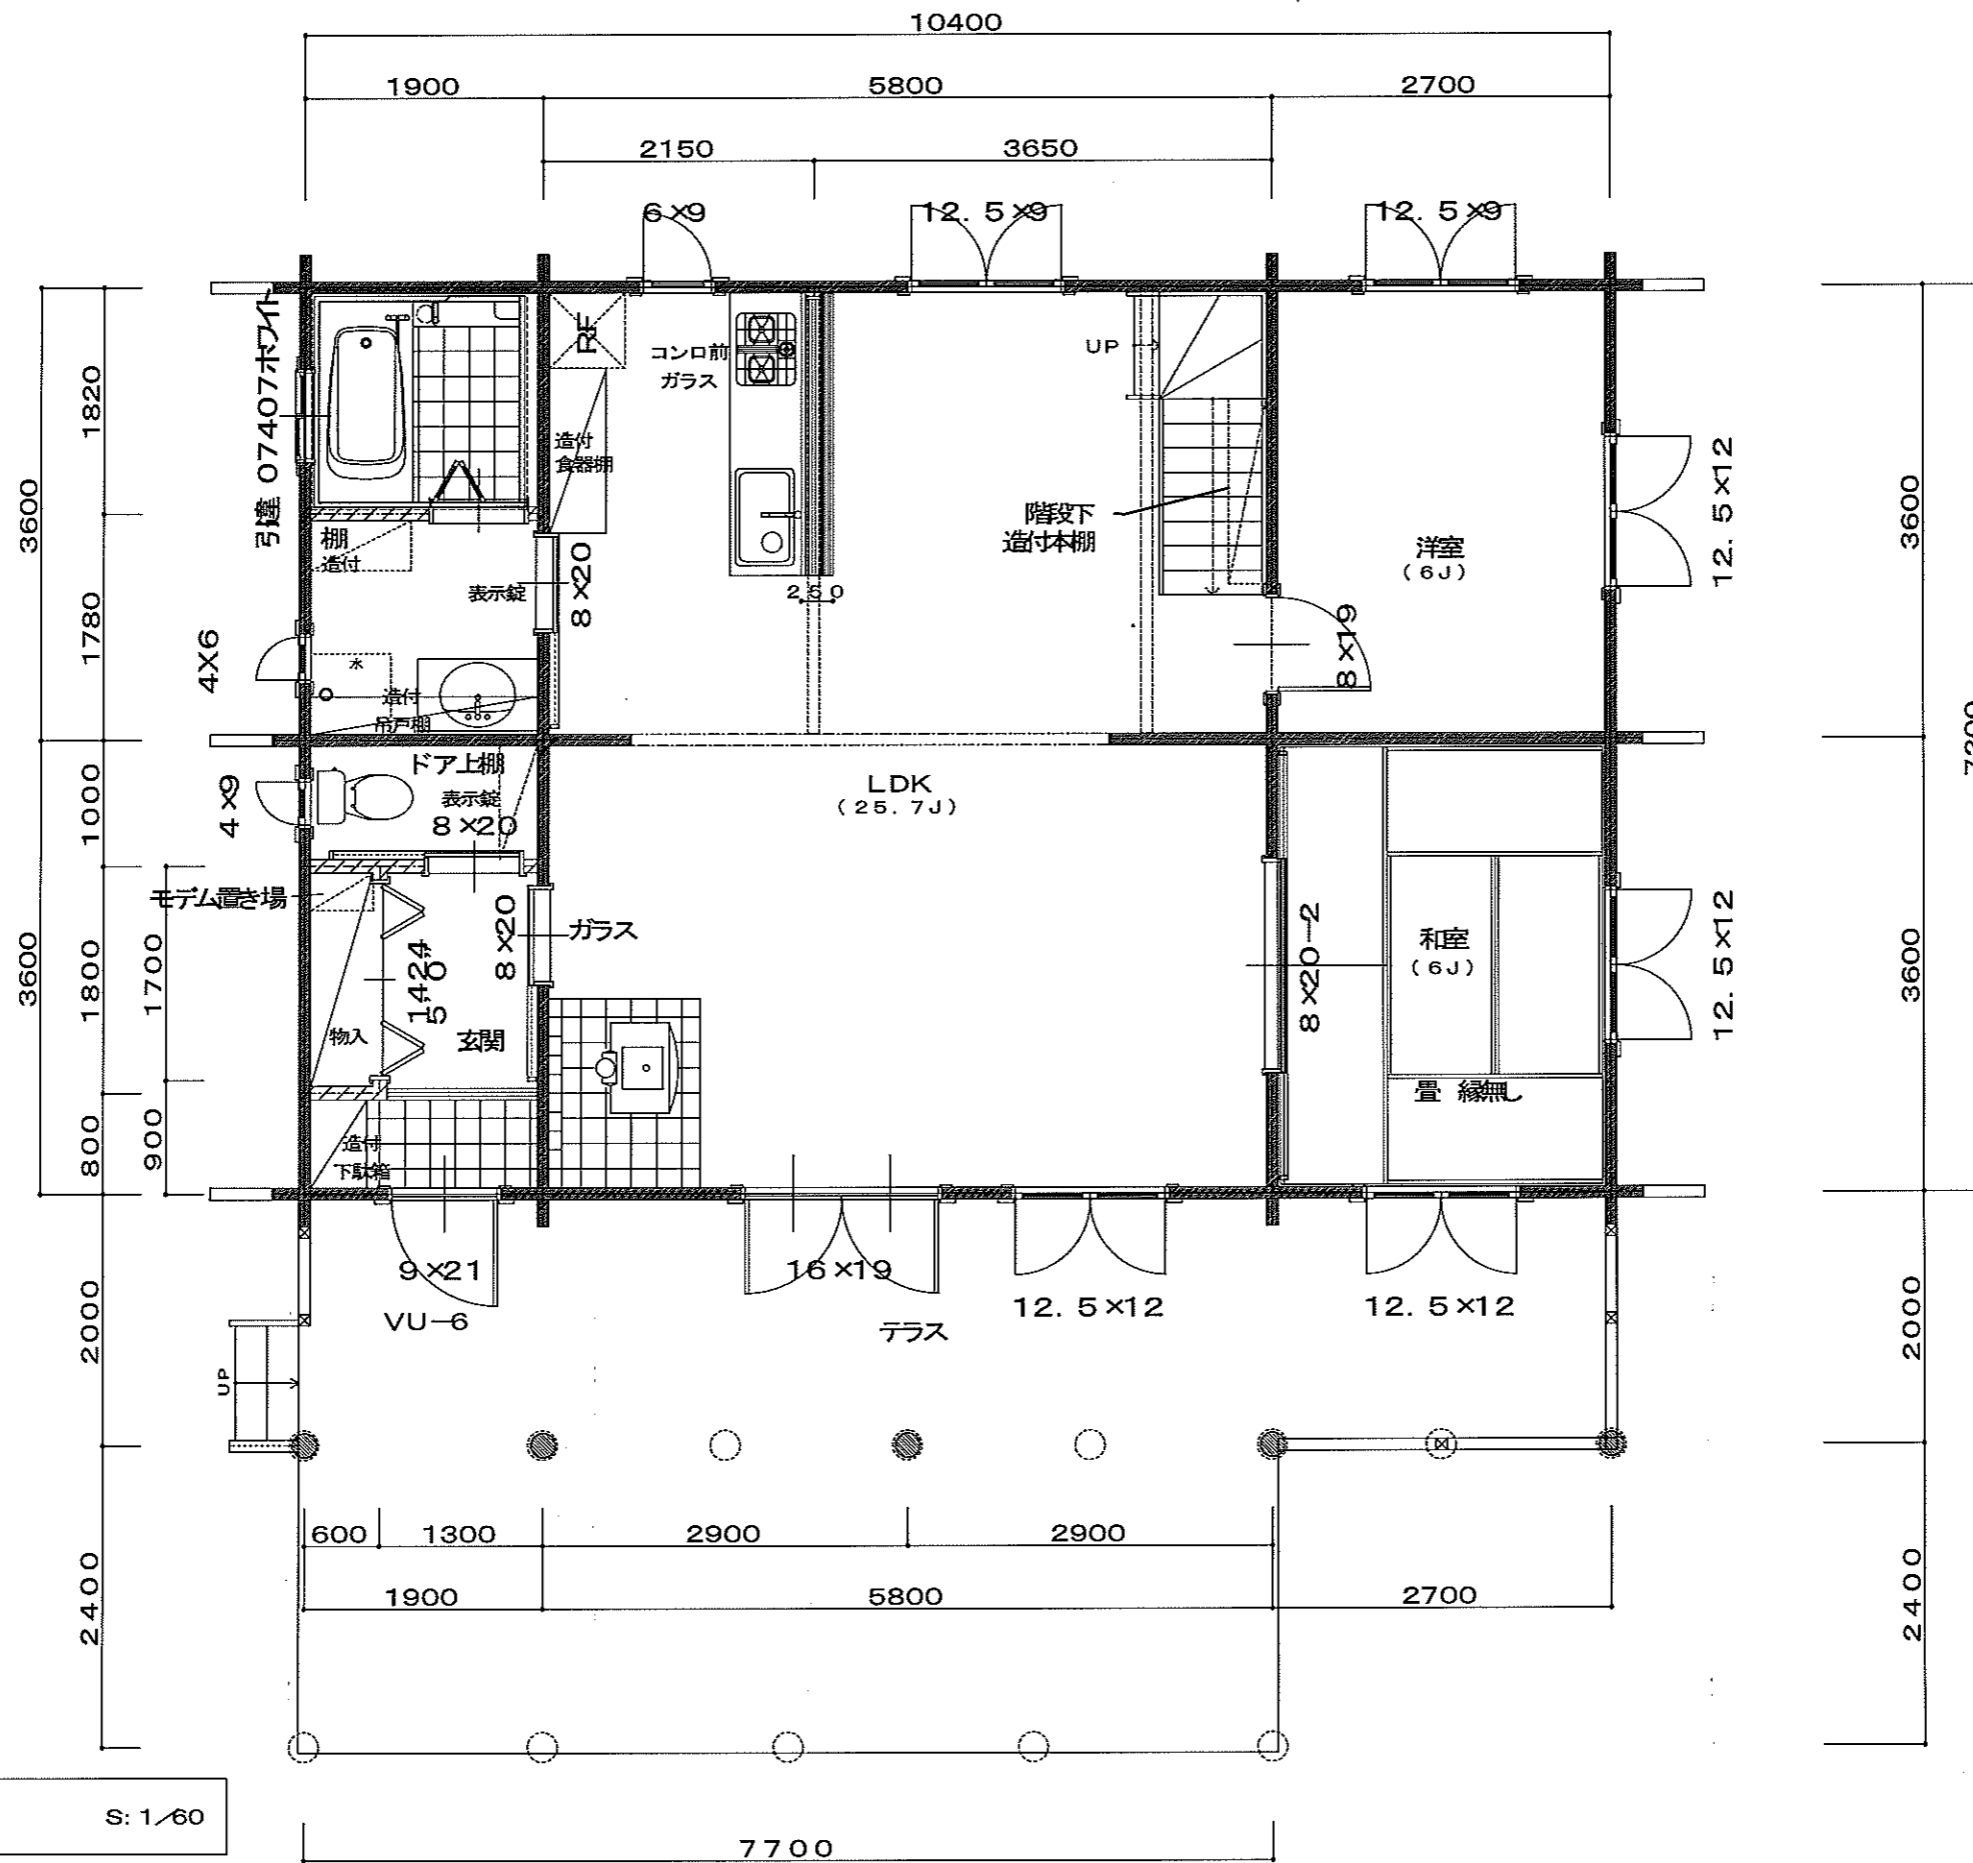 10400
1900
5800
2700
2150
3650
6×9
12.5×9
12.5×9
引違 07407ホワイト
RF
コンロ前
ガラス
UP
造付
食器棚
階段下
造付本棚
洋室
(6J)
12.5×12
棚
造付
表示錠
8×20
250
8×19
4×6
水
造付
吊戸棚
3600
1820
1780
3600
7200
ドア上棚
表示錠
8×20
LDK
(25.7J)
4×9
モデム置き場
8×20
ガラス
8×20-2
和室
(6J)
12.5×12
物入
玄関
畳 縁無し
造付
下駄箱
3600
1000
1800
1700
800
900
3600
9×21
VU-6
16×19
12.5×12
12.5×12
テラス
UP
2000
2000
600
1300
2900
2900
1900
5800
2700
2400
2400
S:1/60
7700